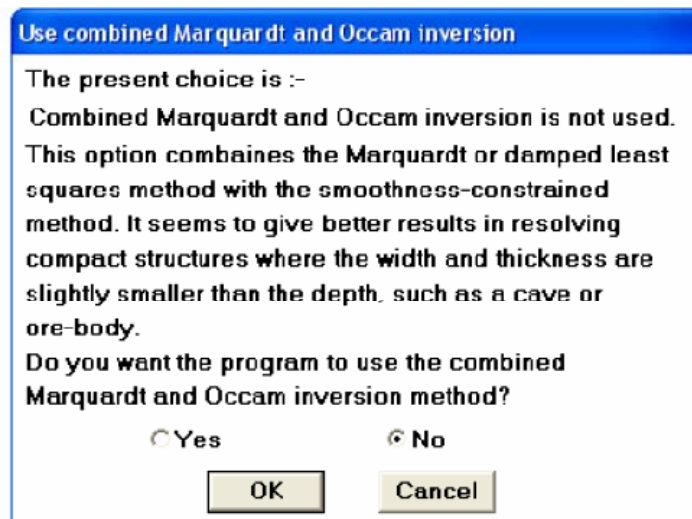 Use combined Marquardt and Occam inversion
The present choice is :-
Combined Marquardt and Occam inversion is not used.
This option combaines the Marquardt or damped least
squares method with the smoothness-constrained
method. It seems to give better results in resolving
compact structures where the width and thickness are
slightly smaller than the depth, such as a cave or
ore-body.
Do you want the program to use the combined
Marquardt and Occam inversion method?
Yes No
OK Cancel